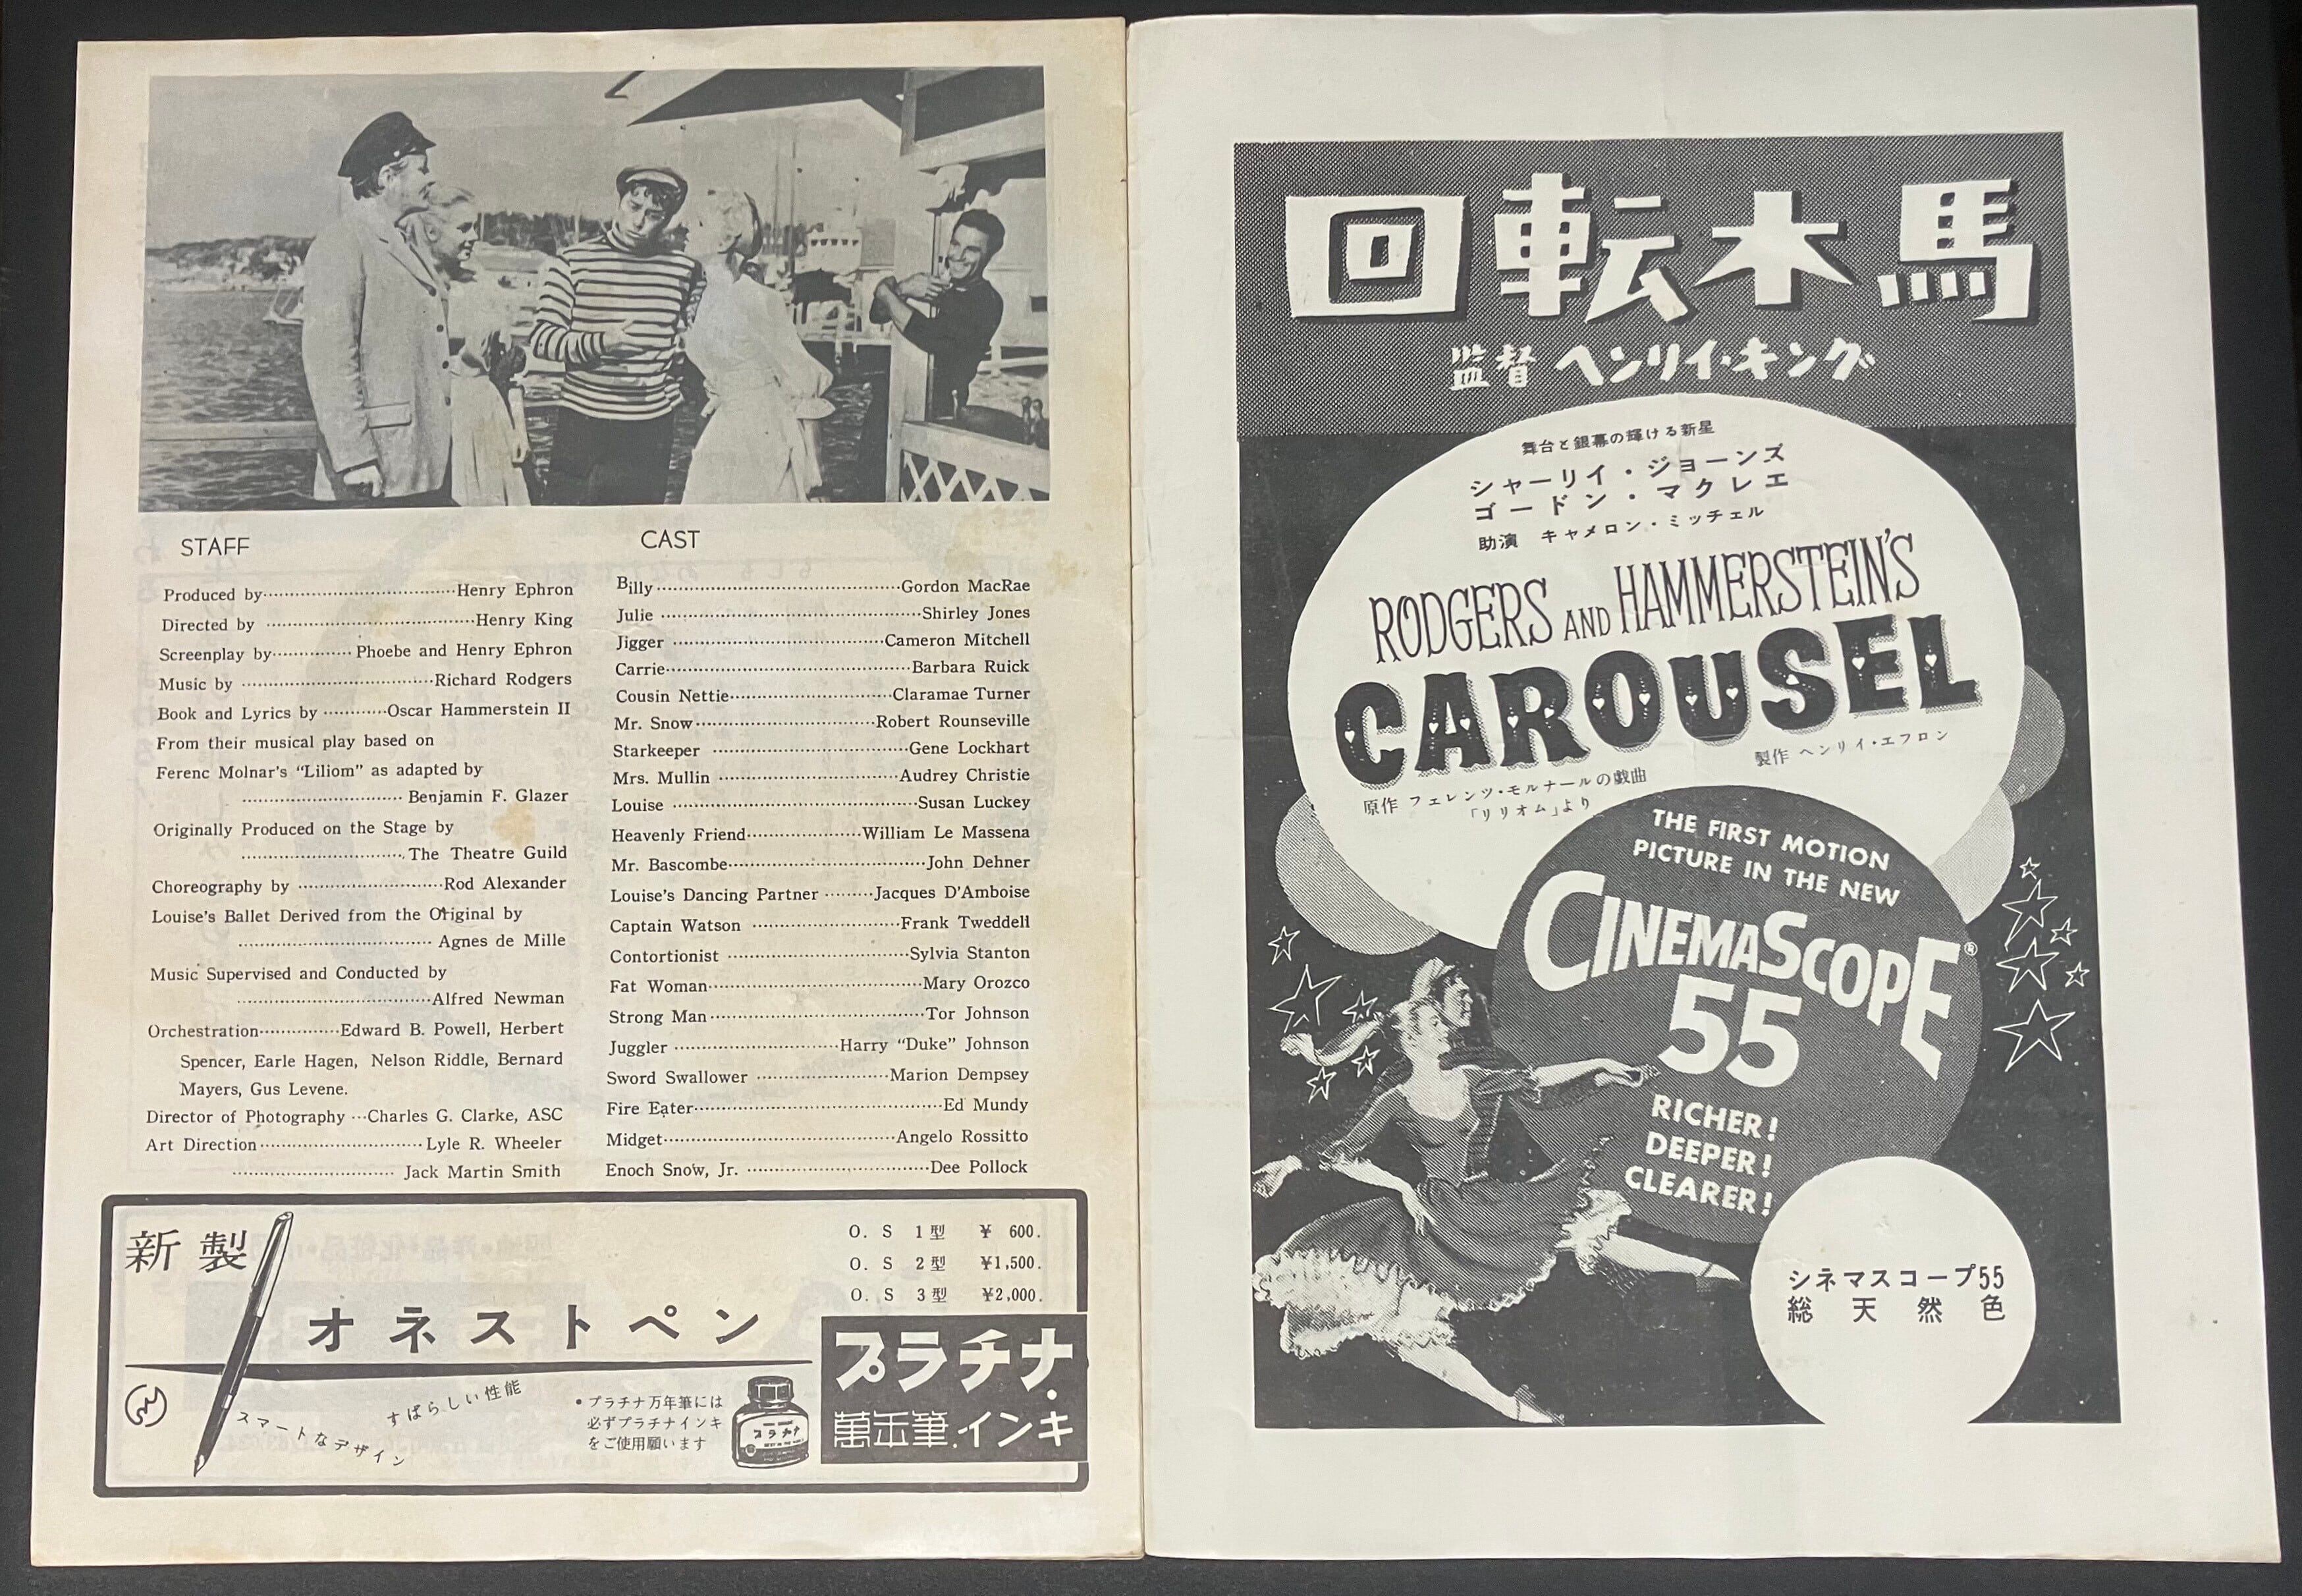 STAFF
Produced by……………………………Henry Ephron
Directed by ……………………………Henry King
Screenplay by…………… Phoebe and Henry Ephron
Music by ……………………………Richard Rodgers
Book and Lyrics by …………Oscar Hammerstein II
From their musical play based on
Ferenc Molnar's "Liliom" as adapted by
………………………… Benjamin F. Glazer
Originally Produced on the Stage by
………………………… The Theatre Guild
Choreography by ………………………Rod Alexander
Louise's Ballet Derived from the Original by
……………………………… Agnes de Mille
Music Supervised and Conducted by
………………………………Alfred Newman
Orchestration……………Edward B. Powell, Herbert
Spencer, Earle Hagen, Nelson Riddle, Bernard
Mayers, Gus Levene.
Director of Photography …Charles G. Clarke, ASC
Art Direction………………………… Lyle R. Wheeler
………………………… Jack Martin Smith
CAST
Billy………………………………………Gordon MacRae
Julie …………………………………………Shirley Jones
Jigger …………………………………Cameron Mitchell
Carrie………………………………………Barbara Ruick
Cousin Nettie…………………………Claramae Turner
Mr. Snow……………………………Robert Rounseville
Starkeeper ………………………………Gene Lockhart
Mrs. Mullin ……………………………Audrey Christie
Louise ………………………………………Susan Luckey
Heavenly Friend…………………William Le Massena
Mr. Bascombe………………………………John Dehner
Louise's Dancing Partner ………Jacques D'Amboise
Captain Watson ………………………Frank Tweddell
Contortionist ……………………………Sylvia Stanton
Fat Woman…………………………………Mary Orozco
Strong Man…………………………………Tor Johnson
Juggler …………………………Harry "Duke" Johnson
Sword Swallower ……………………Marion Dempsey
Fire Eater………………………………………Ed Mundy
Midget……………………………………Angelo Rossitto
Enoch Snow, Jr. ……………………………Dee Pollock
新製
オネストペン
O. S 1型 ¥ 600.
O. S 2型 ¥1,500.
O. S 3型 ¥2,000.
スマートなデザイン
すばらしい性能
•プラチナ万年筆には
必ずプラチナインキ
をご使用願います
プラチナ
プラチナ・
萬年筆.インキ
回転木馬
監督 ヘンリイ・キング
舞台と銀幕の輝ける新星
シャーリイ・ジョーンズ
ゴードン・マクレエ
助演 キャメロン・ミッチェル
RODGERS AND HAMMERSTEIN'S
CAROUSEL
製作 ヘンリイ・エフロン
原作 フェレンツ・モルナールの戯曲
「リリオム」より
THE FIRST MOTION
PICTURE IN THE NEW
CINEMASCOPE®
55
RICHER!
DEEPER!
CLEARER!
シネマスコープ55
総天然色